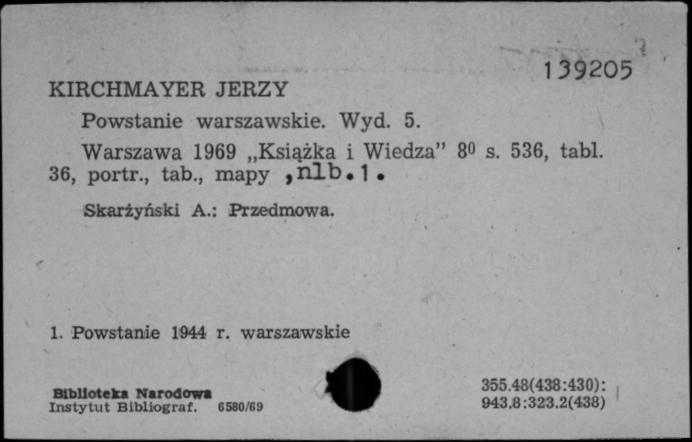 139205
KIRCHMAYER JERZY
Powstanie warszawskie. Wyd. 5.
Warszawa 1969 „Książka i Wiedza” 8⁰ s. 536, tabl.
36, portr., tab., mapy ,nlb.1.
Skarżyński A.: Przedmowa.
1. Powstanie 1944 r. warszawskie
Biblioteka Narodowa
Instytut Bibliograf. 6580/69
355.48(438:430):
943.8:323.2(438)